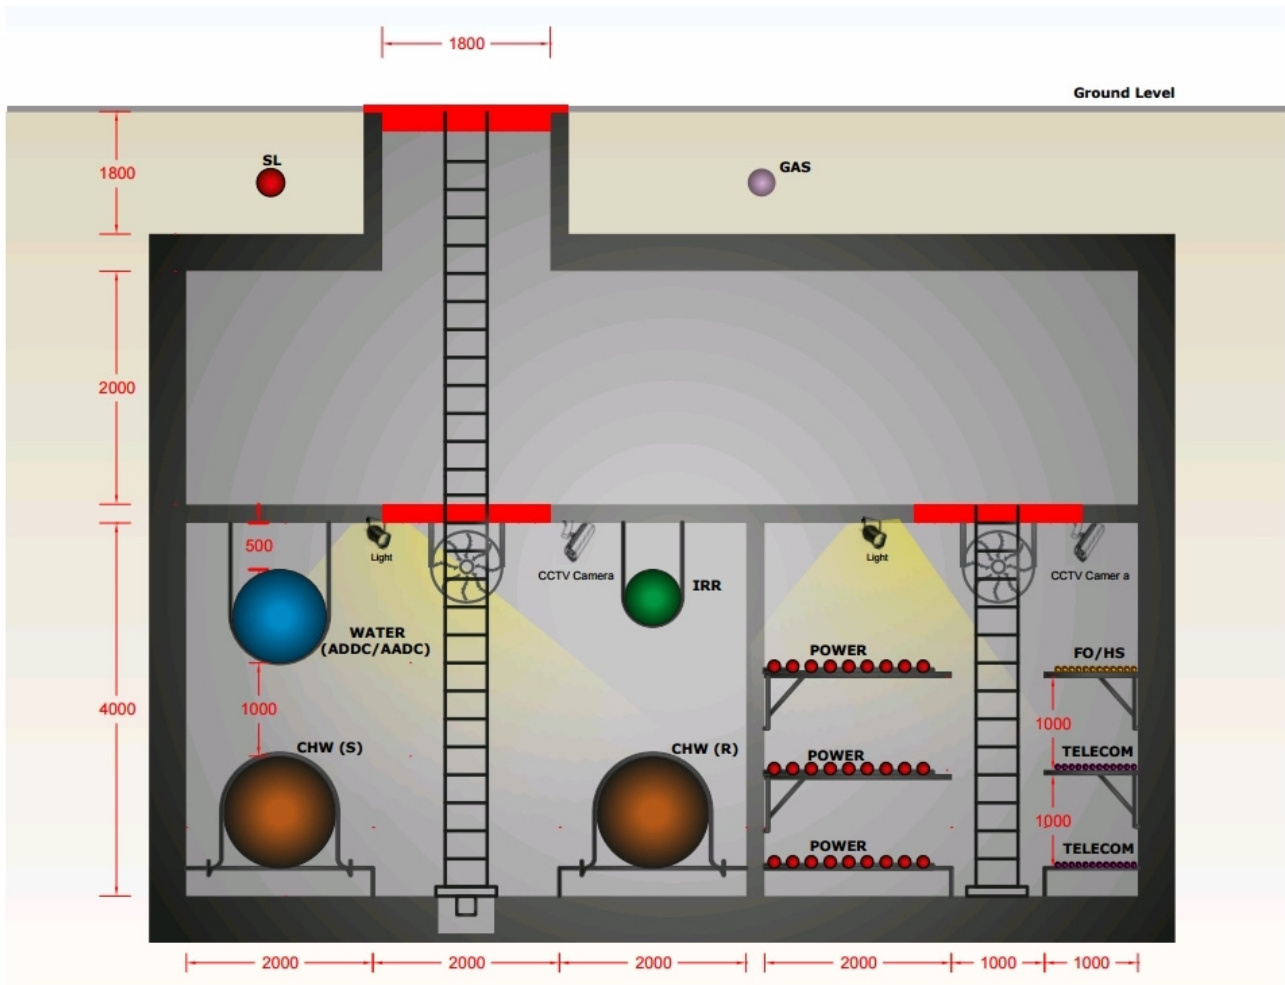 1800
Ground Level
SL
GAS
1800
2000
500
Light
CCTV Camera
IRR
Light
CCTV Camer a
WATER
(ADDC/AADC)
POWER
FO/HS
4000
1000
1000
CHW (S)
CHW (R)
POWER
TELECOM
1000
POWER
TELECOM
2000
2000
2000
2000
1000
1000